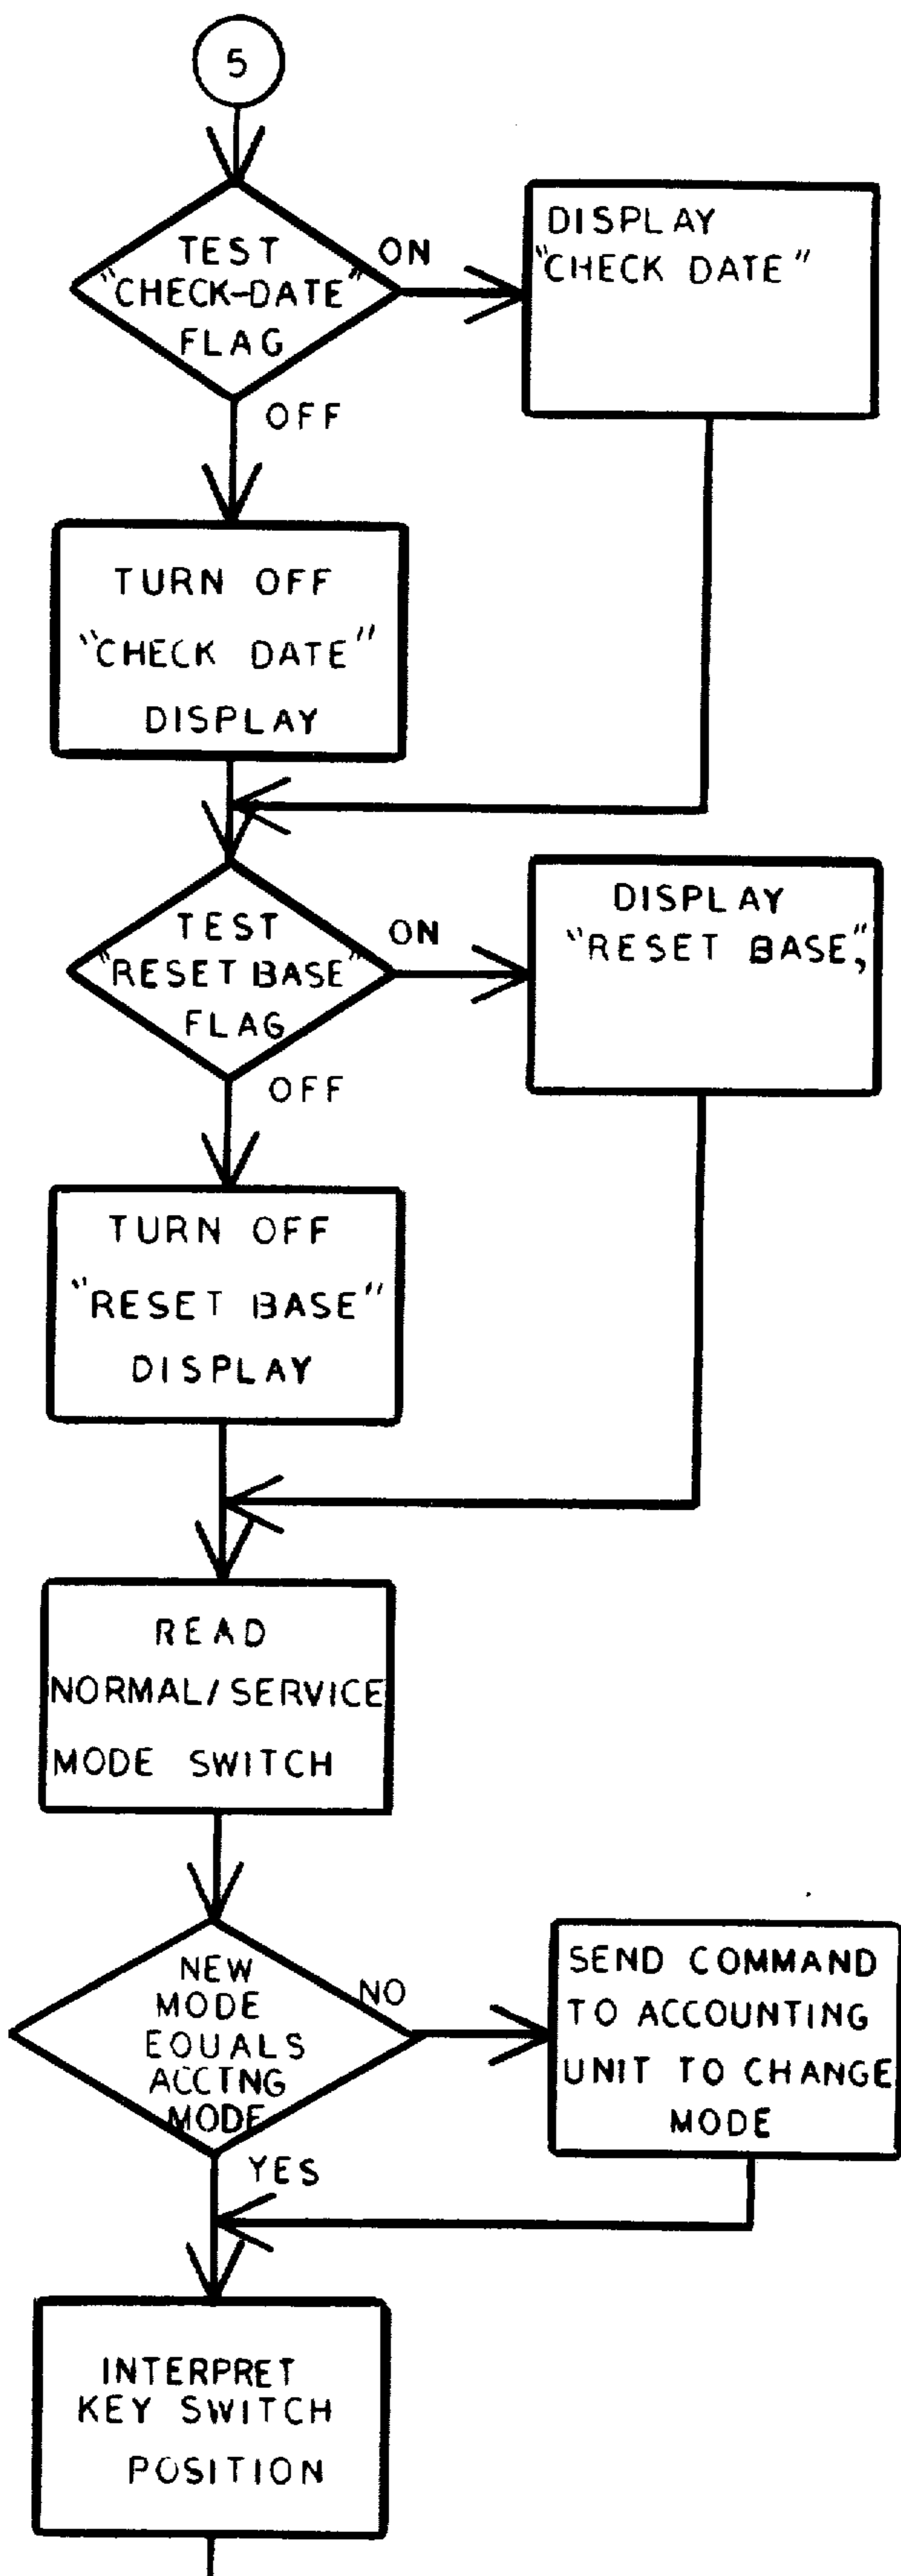 5
TEST
"CHECK-DATE"
FLAG
ON
DISPLAY
"CHECK DATE"
OFF
TURN OFF
"CHECK DATE"
DISPLAY
TEST
"RESET BASE"
FLAG
ON
DISPLAY
"RESET BASE",
OFF
TURN OFF
"RESET BASE"
DISPLAY
READ
NORMAL/SERVICE
MODE SWITCH
NEW
MODE
EQUALS
ACCTNG
MODE
NO
SEND COMMAND
TO ACCOUNTING
UNIT TO CHANGE
MODE
YES
INTERPRET
KEY SWITCH
POSITION